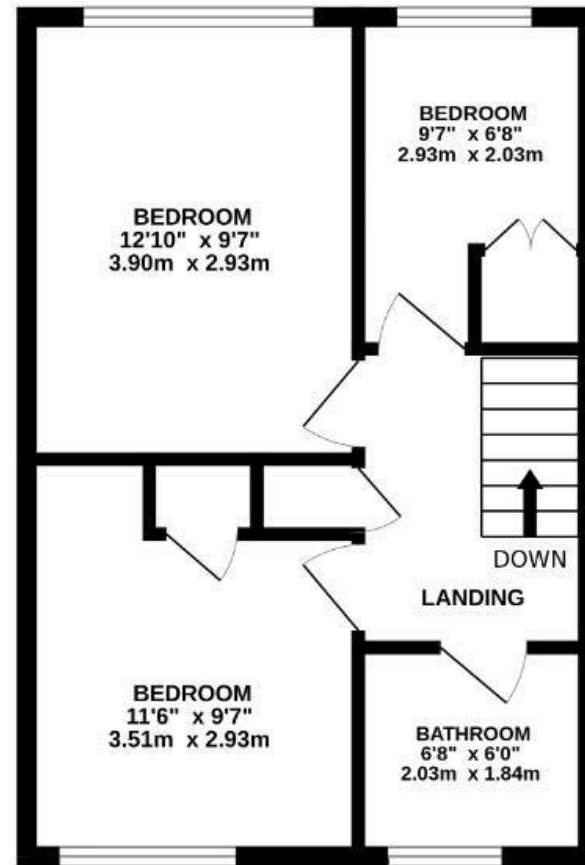 BEDROOM
9'7" x 6'8"
2.93m x 2.03m
BEDROOM
12'10" x 9'7"
3.90m x 2.93m
DOWN
LANDING
BEDROOM
11'6" x 9'7"
3.51m x 2.93m
BATHROOM
6'8" x 6'0"
2.03m x 1.84m